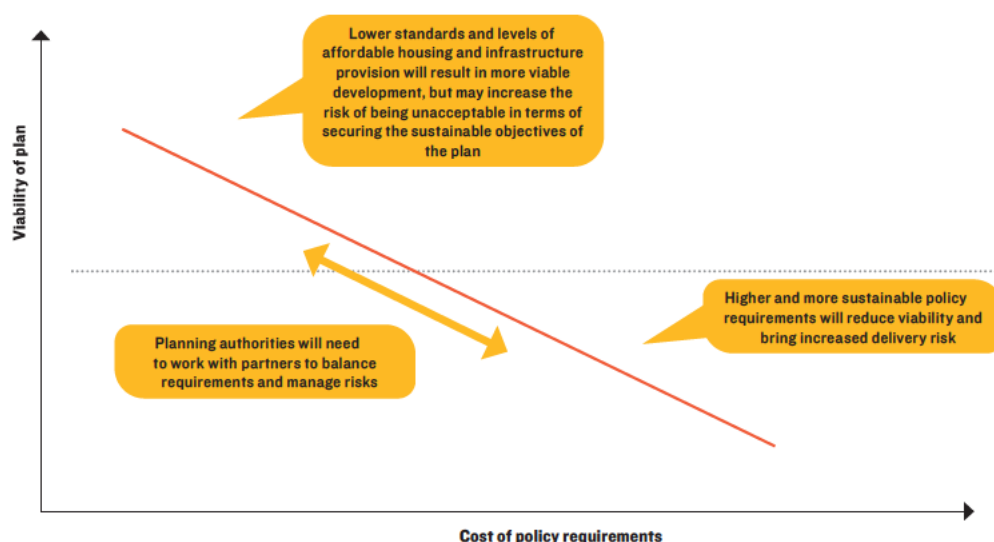 Lower standards and levels of
affordable housing and infrastructure
provision will result in more viable
development, but may increase the
risk of being unacceptable in terms of
securing the sustainable objectives of
the plan
Viability of plan
Higher and more sustainable policy
requirements will reduce viability and
bring increased delivery risk
Planning authorities will need
to work with partners to balance
requirements and manage risks
Cost of policy requirements